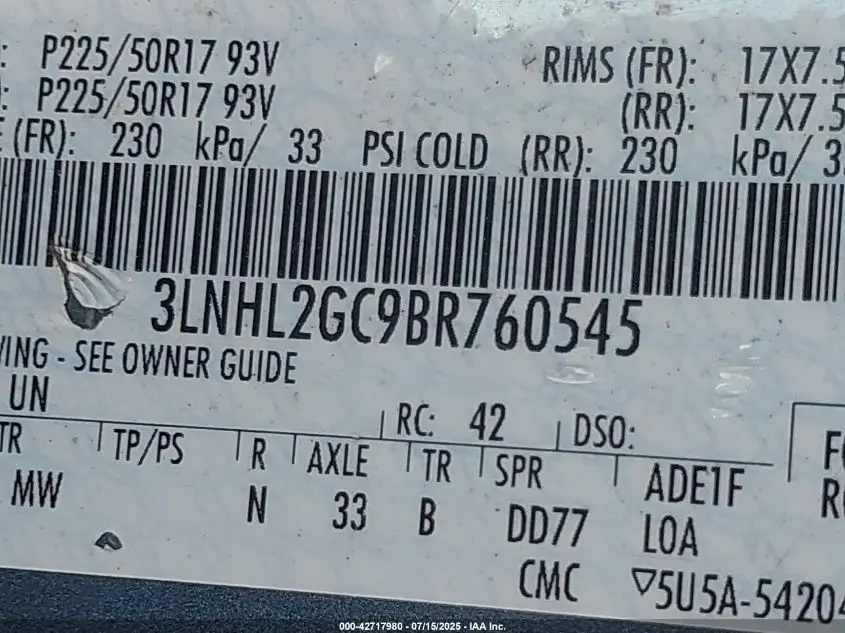 : P225/50R17 93V RIMS (FR): 17X7.5
: P225/50R17 93V (RR): 17X7.5
(FR): 230 kPa/ 33 PSI COLD (RR): 230 kPa/ 3
3LNHL2GC9BR760545
ING - SEE OWNER GUIDE
UN
RC: 42 DSO:
TR TP/PS R AXLE TR SPR ADE1F
MW N 33 B DD77 LOA
CMC ▽5U5A-54204
000-42717980 - 07/15/2025 - IAA Inc.